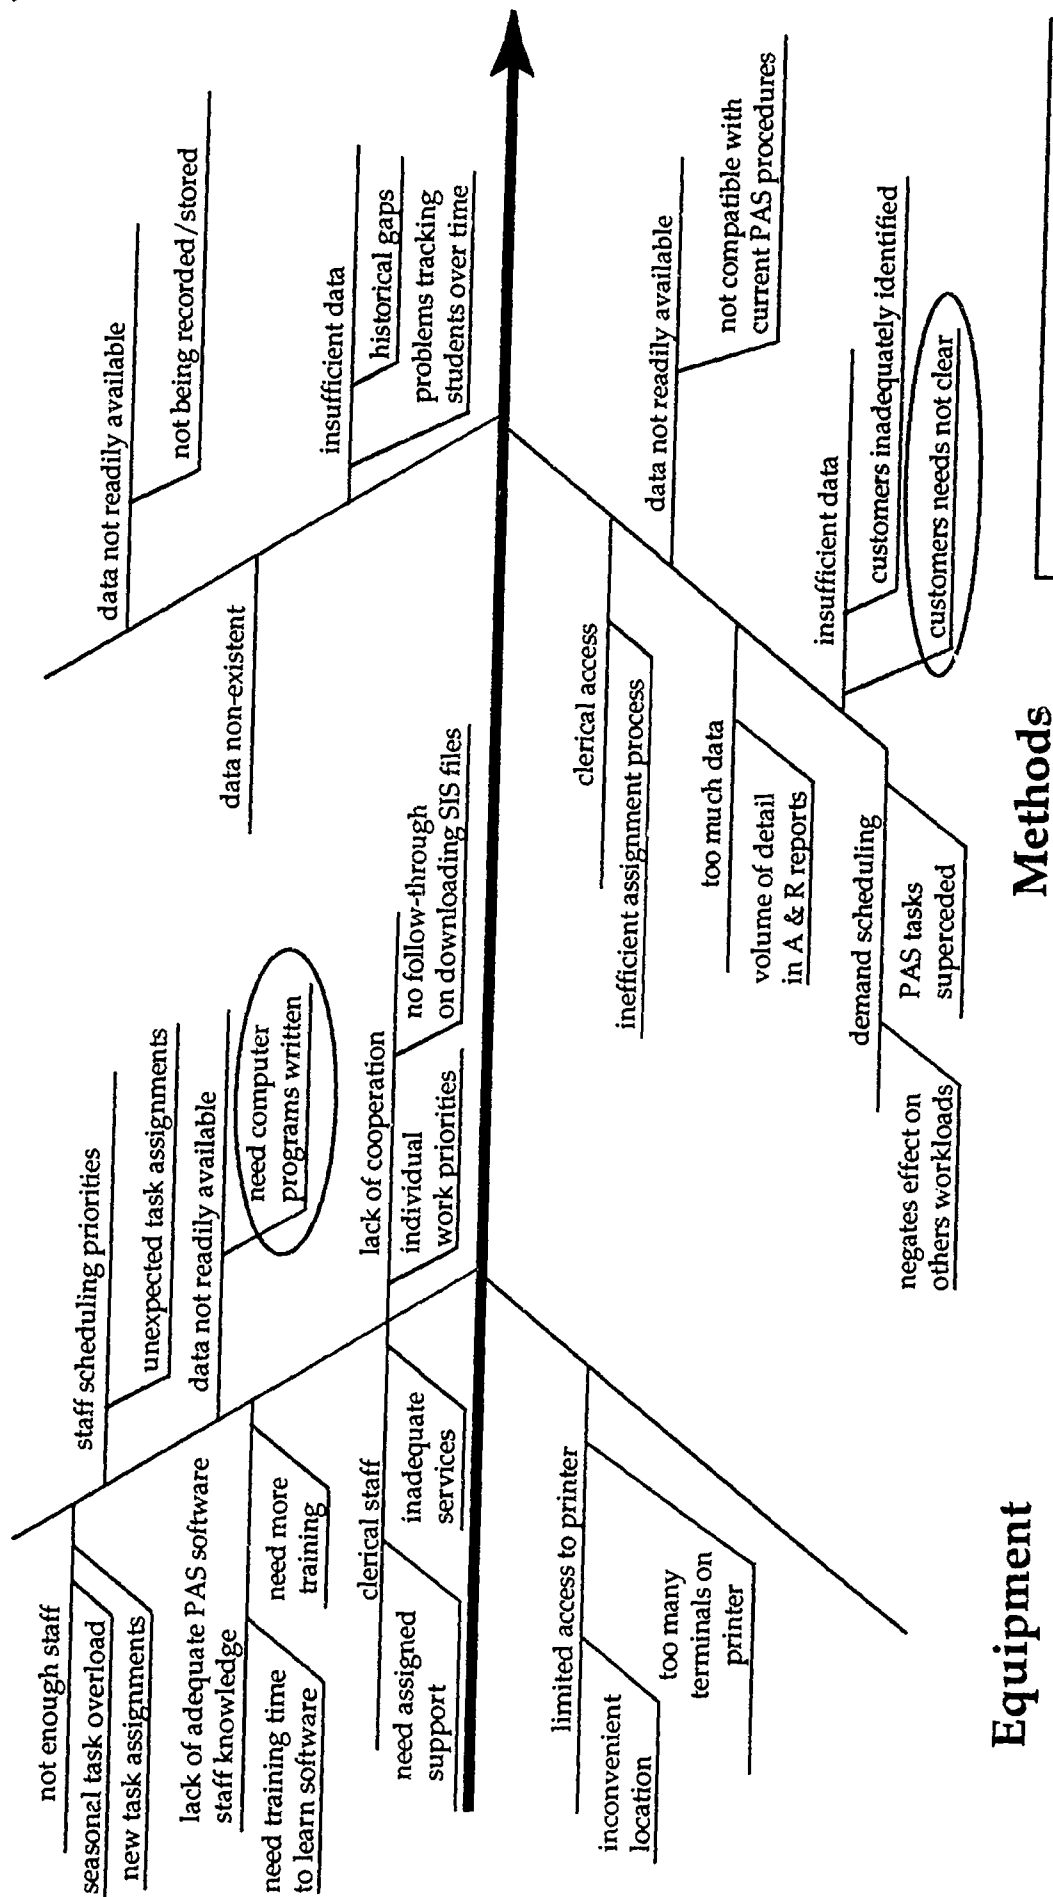 not enough staff
seasonal task overload
new task assignments
staff scheduling priorities
unexpected task assignments
lack of adequate PAS software
staff knowledge
need training time
to learn software
need more
training
data not readily available
need computer
programs written
clerical staff
need assigned
support
inadequate
services
lack of cooperation
individual
work priorities
no follow-through
on downloading SIS files
data not readily available
not being recorded/stored
data non-existent
insufficient data
historical gaps
problems tracking
students over time
limited access to printer
inconvenient
location
too many
terminals on
printer
Equipment
clerical access
inefficient assignment process
data not readily available
not compatible with
current PAS procedures
too much data
volume of detail
in A & R reports
insufficient data
customers inadequately identified
customers needs not clear
demand scheduling
negates effect on
others workloads
PAS tasks
superceded
Methods